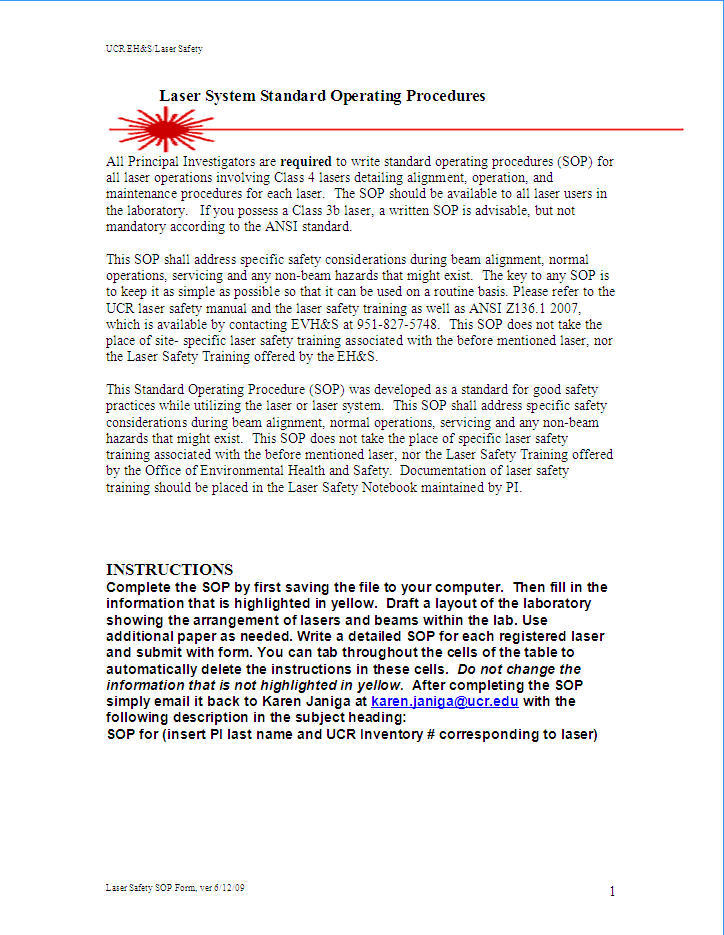 UCR EH&S/Laser Safety
Laser System Standard Operating Procedures
All Principal Investigators are required to write standard operating procedures (SOP) for
all laser operations involving Class 4 lasers detailing alignment, operation, and
maintenance procedures for each laser.  The SOP should be available to all laser users in
the laboratory.   If you possess a Class 3b laser, a written SOP is advisable, but not
mandatory according to the ANSI standard.
This SOP shall address specific safety considerations during beam alignment, normal
operations, servicing and any non-beam hazards that might exist.  The key to any SOP is
to keep it as simple as possible so that it can be used on a routine basis. Please refer to the
UCR laser safety manual and the laser safety training as well as ANSI Z136.1 2007,
which is available by contacting EVH&S at 951-827-5748.  This SOP does not take the
place of site- specific laser safety training associated with the before mentioned laser, nor
the Laser Safety Training offered by the EH&S.
This Standard Operating Procedure (SOP) was developed as a standard for good safety
practices while utilizing the laser or laser system.  This SOP shall address specific safety
considerations during beam alignment, normal operations, servicing and any non-beam
hazards that might exist.  This SOP does not take the place of specific laser safety
training associated with the before mentioned laser, nor the Laser Safety Training offered
by the Office of Environmental Health and Safety.  Documentation of laser safety
training should be placed in the Laser Safety Notebook maintained by PI.
INSTRUCTIONS
Complete the SOP by first saving the file to your computer.  Then fill in the
information that is highlighted in yellow.  Draft a layout of the laboratory
showing the arrangement of lasers and beams within the lab. Use
additional paper as needed. Write a detailed SOP for each registered laser
and submit with form. You can tab throughout the cells of the table to
automatically delete the instructions in these cells.  Do not change the
information that is not highlighted in yellow.  After completing the SOP
simply email it back to Karen Janiga at karen.janiga@ucr.edu with the
following description in the subject heading:
SOP for (insert PI last name and UCR Inventory # corresponding to laser)
Laser Safety SOP Form, ver 6/12/09
1